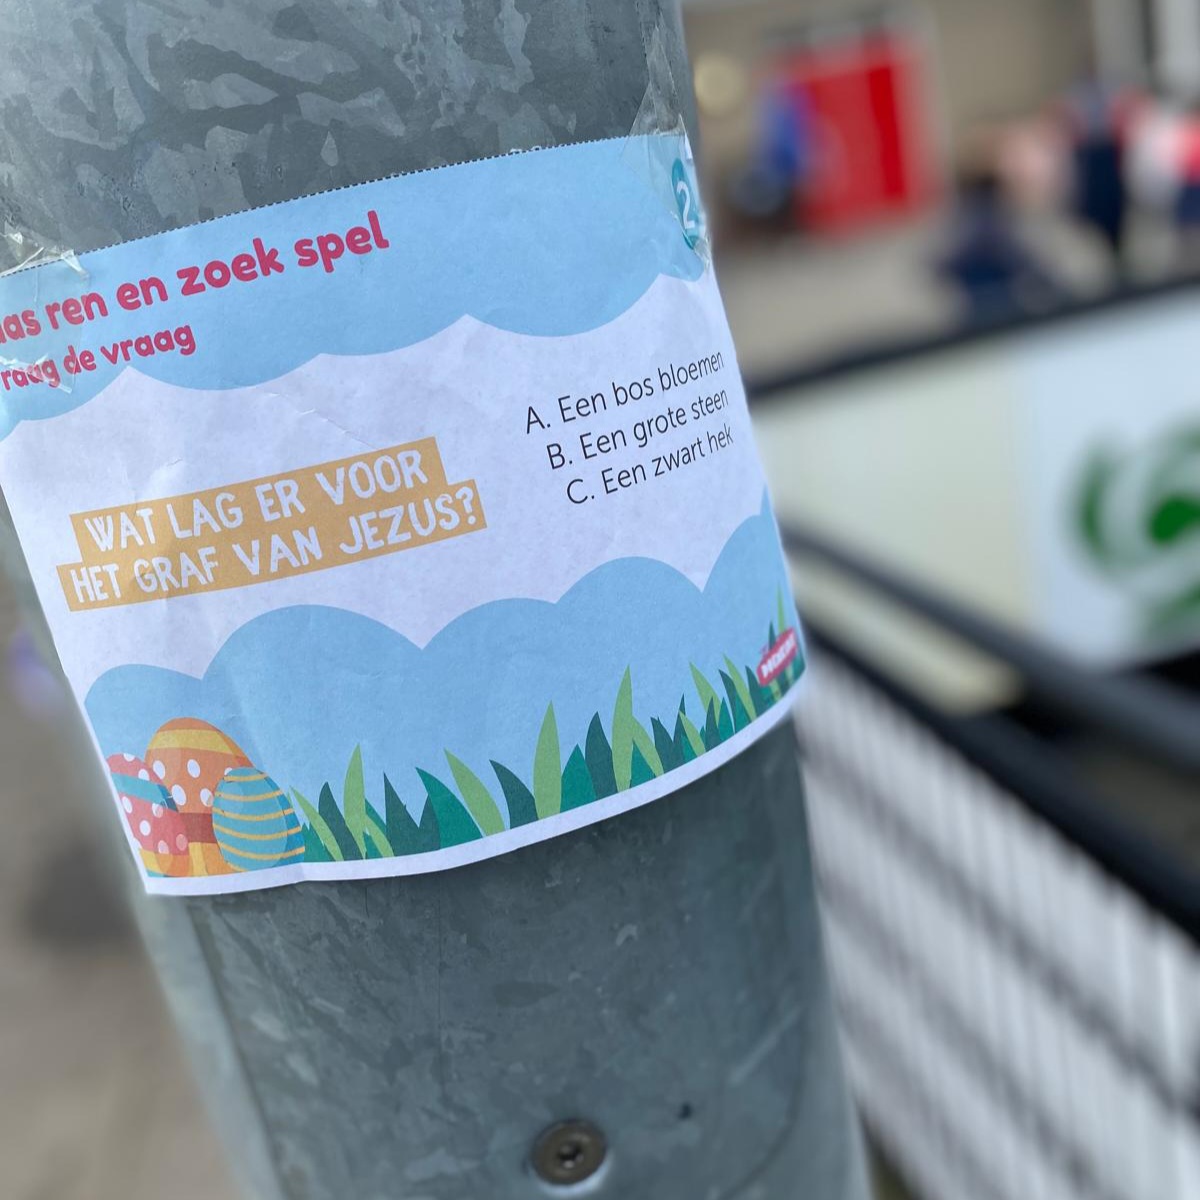 as ren en zoek spel
raag de vraag
2
WAT LAG ER VOOR
HET GRAF VAN JEZUS?
A. Een bos bloemen
B. Een grote steen
C. Een zwart hek